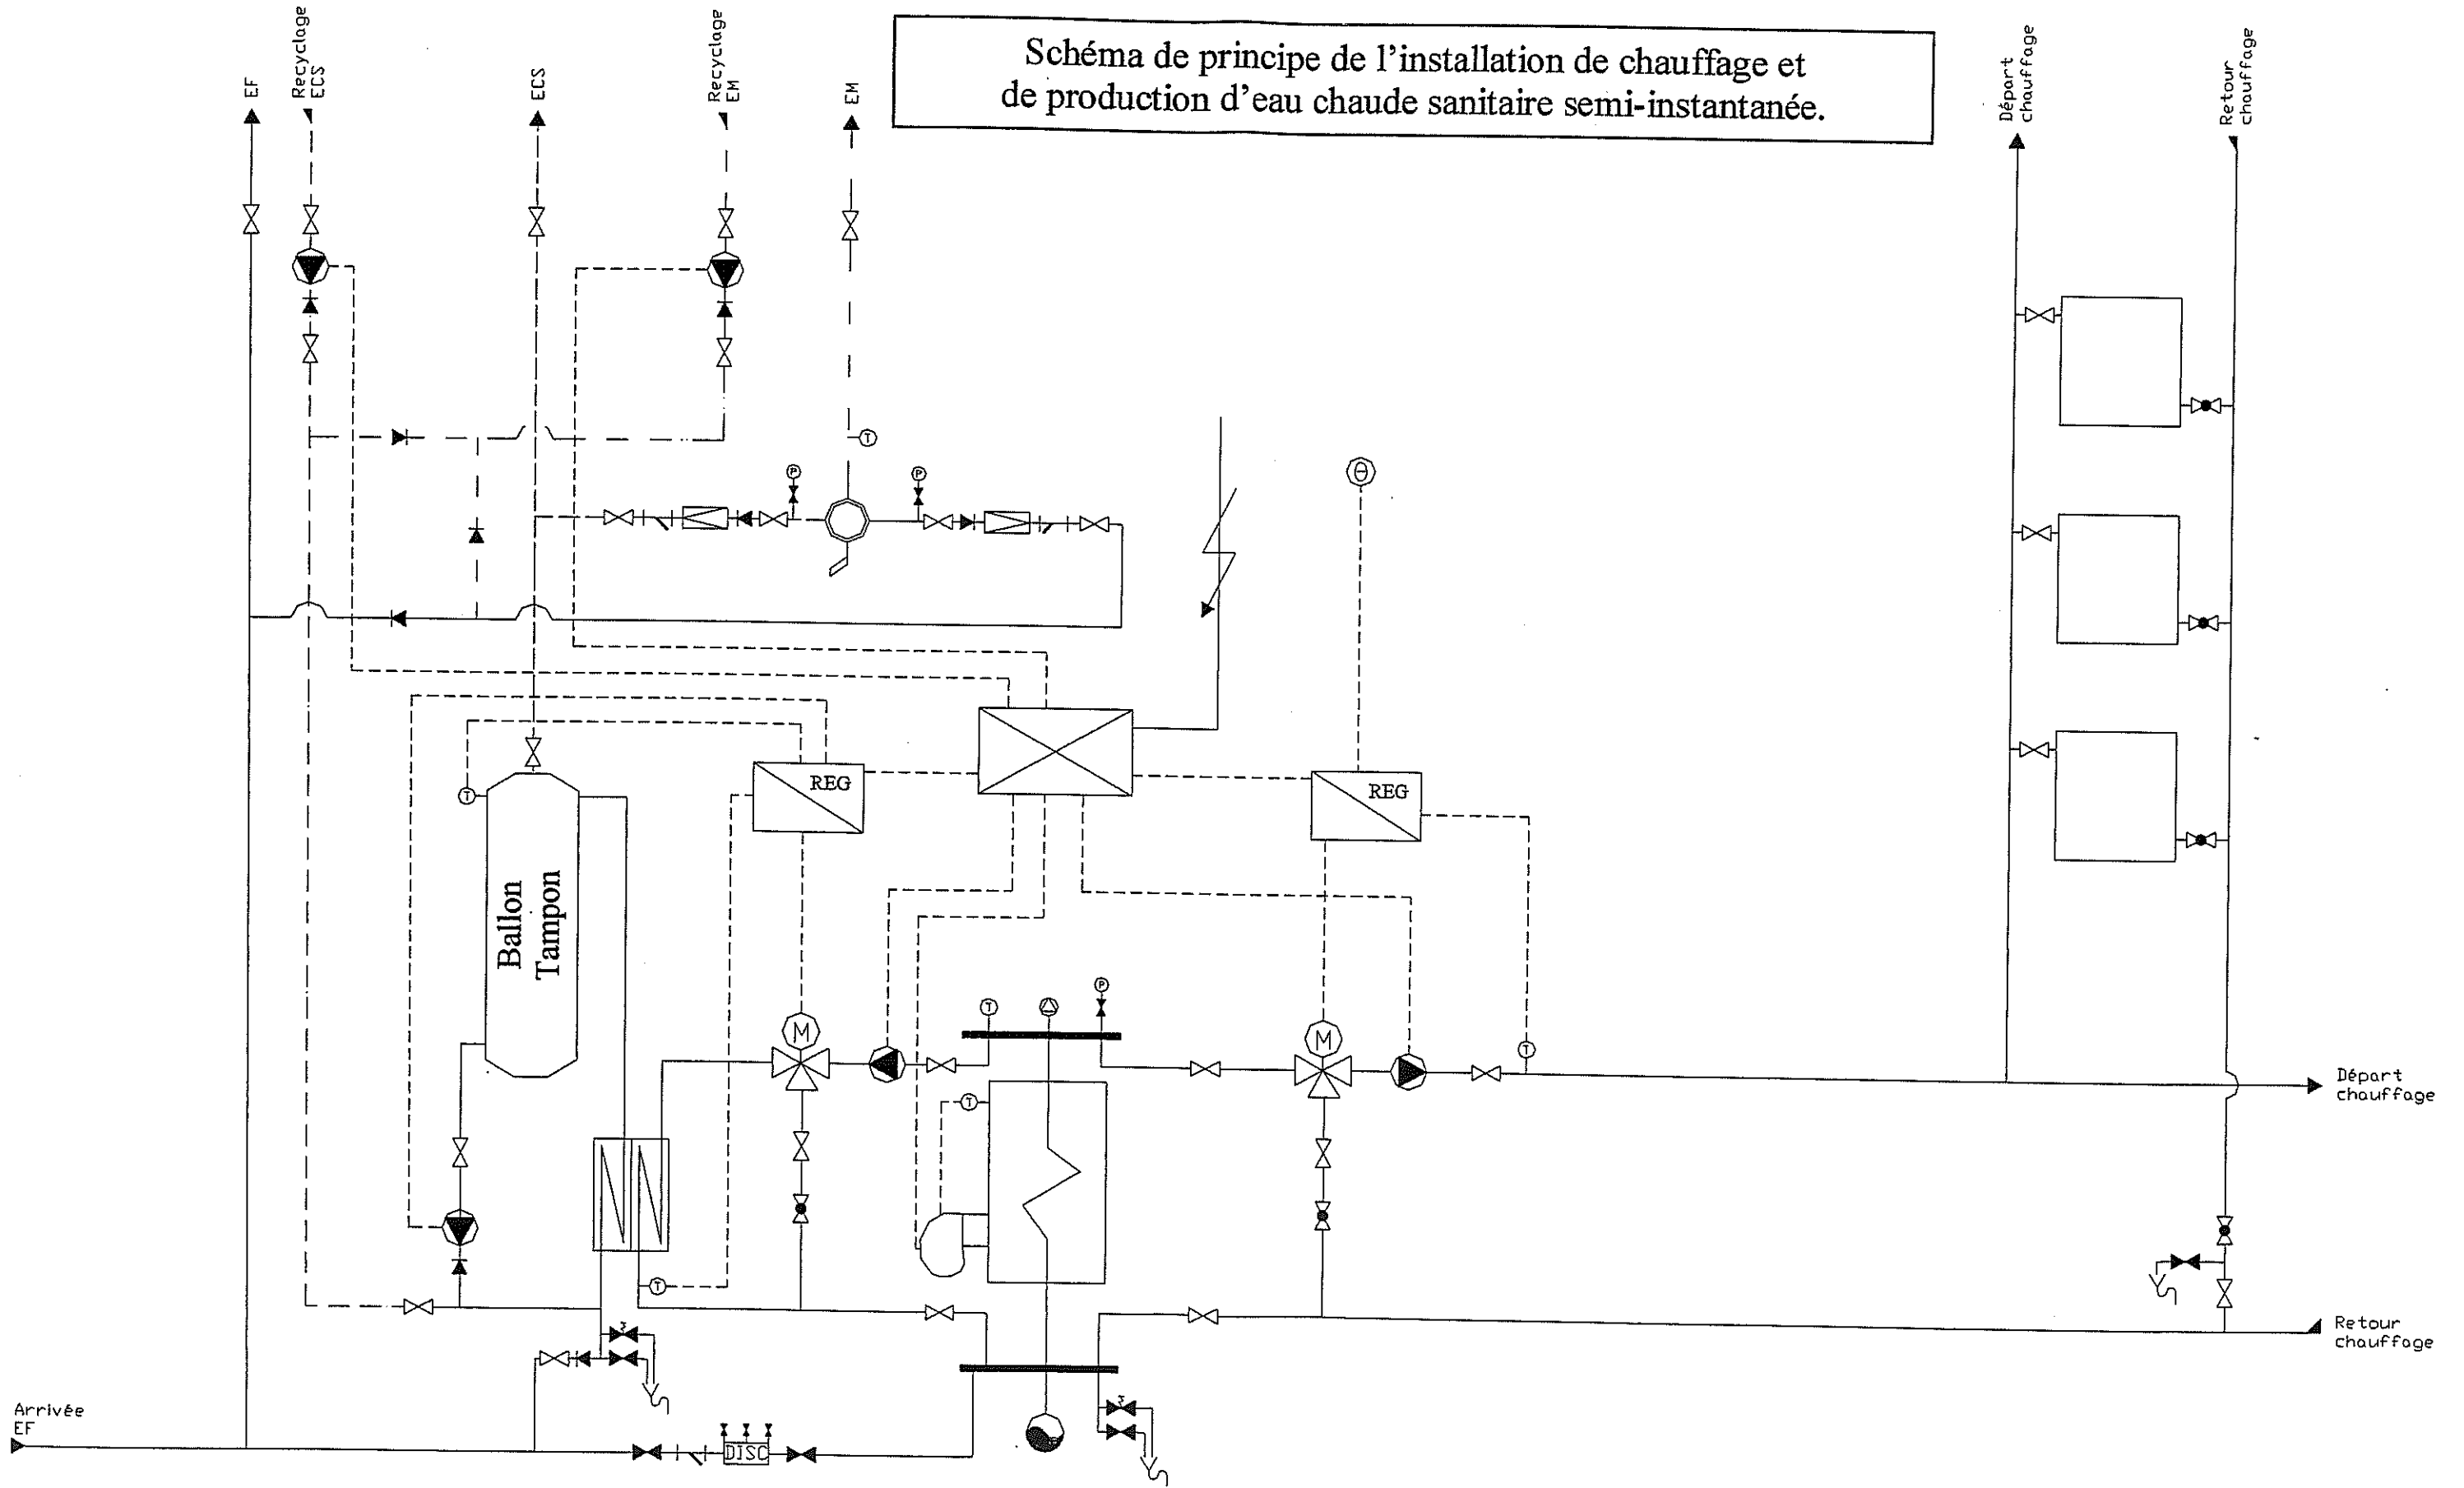 Schéma de principe de l'installation de chauffage et
de production d'eau chaude sanitaire semi-instantanée.
EF
Recyclage
ECS
ECS
Recyclage
EM
EM
Départ
chauffage
Retour
chauffage
T
P
P
θ
REG
REG
T
Ballon
Tampon
M
T
P
M
T
T
T
Départ
chauffage
Retour
chauffage
Arrivée
EF
DISC